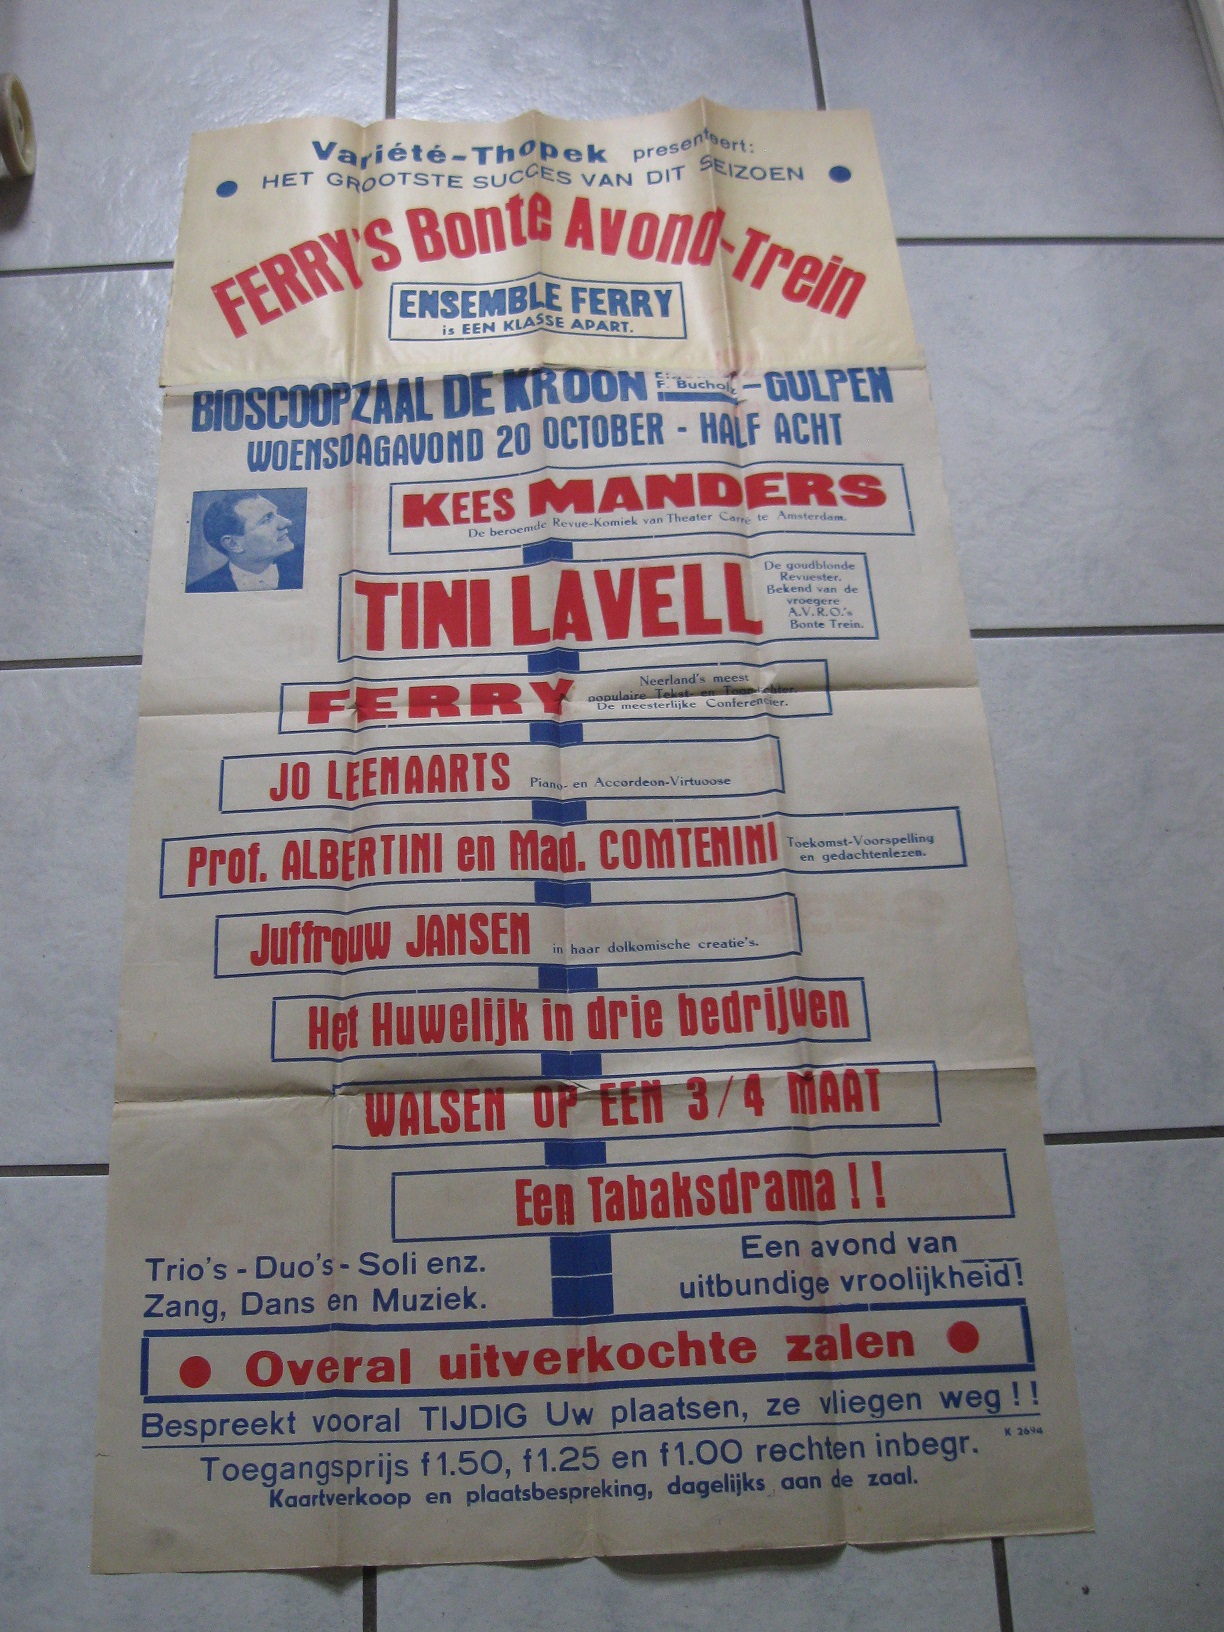 Variété-Thopek presenteert:
● HET GROOTSTE SUCCES VAN DIT SEIZOEN ●
FERRY'S Bonte Avond-Trein
ENSEMBLE FERRY
is EEN KLASSE APART.
BIOSCOOPZAAL DE KROON F. Bucholz - GULPEN
WOENSDAGAVOND 20 OCTOBER - HALF ACHT
KEES MANDERS
De beroemde Revue-Komiek van Theater Carré te Amsterdam.
TINI LAVELL
De goudblonde
Revuester.
Bekend van de
vroegere
A.V.R.O.'s
Bonte Trein.
FERRY
Neerland's meest
populaire Tekst- en Toondichter.
De meesterlijke Conferencier.
JO LEENAARTS Piano- en Accordeon-Virtuoose
Prof. ALBERTINI en Mad. COMTENINI
Toekomst-Voorspelling
en gedachtenlezen.
Juffrouw JANSEN in haar dolkomische creatie's.
Het Huwelijk in drie bedrijven
WALSEN OP EEN 3/4 MAAT
Een Tabaksdrama!!
Trio's - Duo's - Soli enz.
Zang, Dans en Muziek.
Een avond van
uitbundige vroolijkheid!
● Overal uitverkochte zalen ●
Bespreekt vooral TIJDIG Uw plaatsen, ze vliegen weg!!
K 2694
Toegangsprijs f1.50, f1.25 en f1.00 rechten inbegr.
Kaartverkoop en plaatsbespreking, dagelijks aan de zaal.